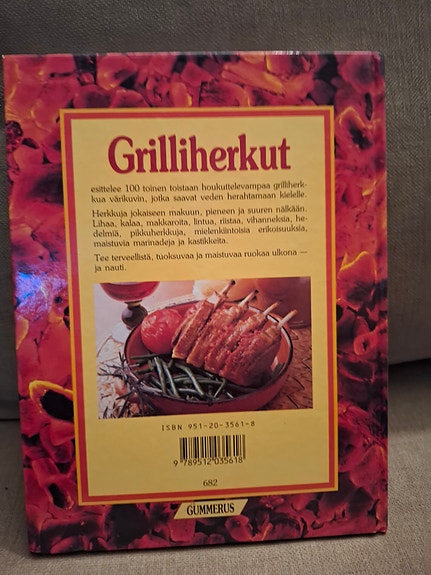 Grilliherkut
esittelee 100 toinen toistaan houkuttelevampaa grilliherk-
kua värikuvin, jotka saavat veden herahtamaan kielelle.
Herkkuja jokaiseen makuun, pieneen ja suuren nälkään.
Lihaa, kalaa, makkaroita, lintua, riistaa, vihanneksia, he-
delmiä, pikkuherkkuja, mielenkiintoisia erikoisuuksia,
maistuvia marinadeja ja kastikkeita.
Tee terveellistä, tuoksuvaa ja maistuvaa ruokaa ulkona —
ja nauti.
ISBN 951-20-3561-8
9 789512 035618
682
GUMMERUS